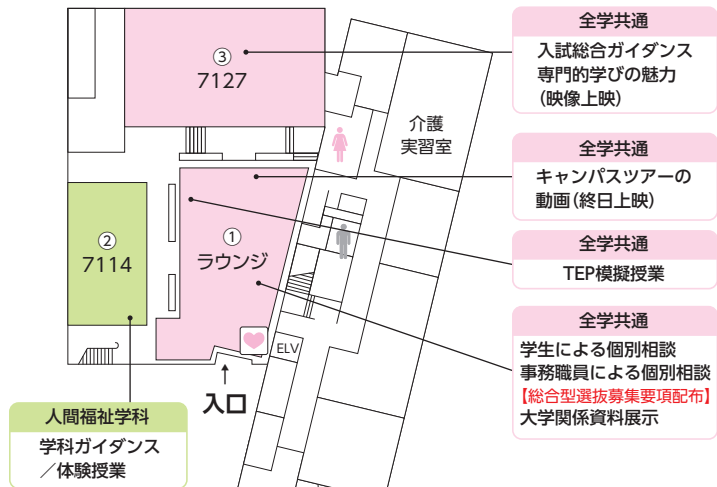 ③
7127
介護
実習室
②
7114
①
ラウンジ
ELV
入口
全学共通
入試総合ガイダンス
専門的学びの魅力
（映像上映）
全学共通
キャンパスツアーの
動画（終日上映）
全学共通
TEP模擬授業
全学共通
学生による個別相談
事務職員による個別相談
【総合型選抜募集要項配布】
大学関係資料展示
人間福祉学科
学科ガイダンス
／体験授業